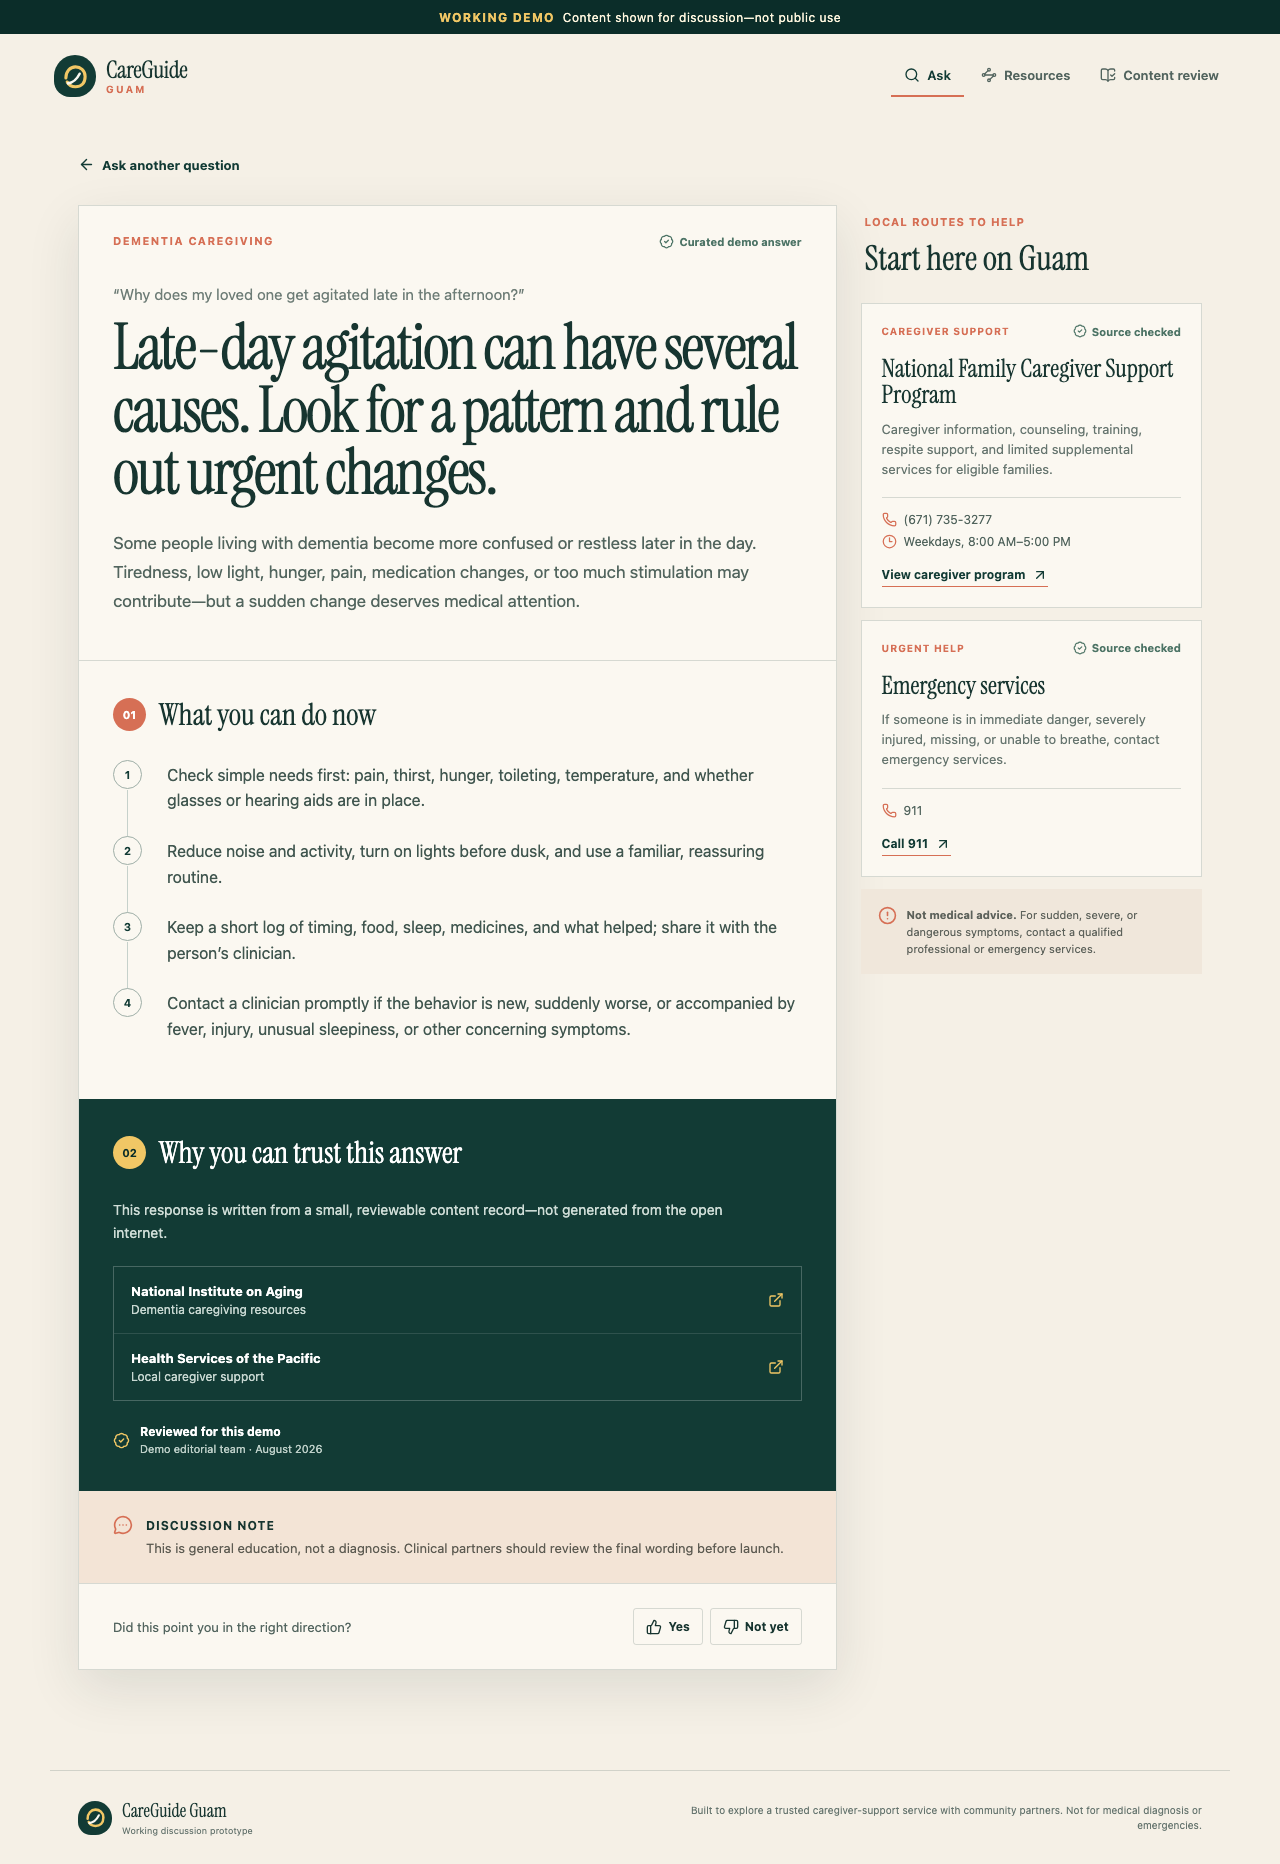 WORKING DEMO Content shown for discussion—not public use
CareGuide
GUAM
Ask
Resources
Content review
Ask another question
DEMENTIA CAREGIVING
Curated demo answer
“Why does my loved one get agitated late in the afternoon?”
Late-day agitation can have several
causes. Look for a pattern and rule
out urgent changes.
Some people living with dementia become more confused or restless later in the day.
Tiredness, low light, hunger, pain, medication changes, or too much stimulation may
contribute—but a sudden change deserves medical attention.
01 What you can do now
1 Check simple needs first: pain, thirst, hunger, toileting, temperature, and whether
glasses or hearing aids are in place.
2 Reduce noise and activity, turn on lights before dusk, and use a familiar, reassuring
routine.
3 Keep a short log of timing, food, sleep, medicines, and what helped; share it with the
person’s clinician.
4 Contact a clinician promptly if the behavior is new, suddenly worse, or accompanied by
fever, injury, unusual sleepiness, or other concerning symptoms.
02 Why you can trust this answer
This response is written from a small, reviewable content record—not generated from the open
internet.
National Institute on Aging
Dementia caregiving resources
Health Services of the Pacific
Local caregiver support
Reviewed for this demo
Demo editorial team · August 2026
DISCUSSION NOTE
This is general education, not a diagnosis. Clinical partners should review the final wording before launch.
Did this point you in the right direction?
Yes
Not yet
LOCAL ROUTES TO HELP
Start here on Guam
CAREGIVER SUPPORT
Source checked
National Family Caregiver Support
Program
Caregiver information, counseling, training,
respite support, and limited supplemental
services for eligible families.
(671) 735-3277
Weekdays, 8:00 AM–5:00 PM
View caregiver program
URGENT HELP
Source checked
Emergency services
If someone is in immediate danger, severely
injured, missing, or unable to breathe, contact
emergency services.
911
Call 911
Not medical advice. For sudden, severe, or
dangerous symptoms, contact a qualified
professional or emergency services.
CareGuide Guam
Working discussion prototype
Built to explore a trusted caregiver-support service with community partners. Not for medical diagnosis or
emergencies.